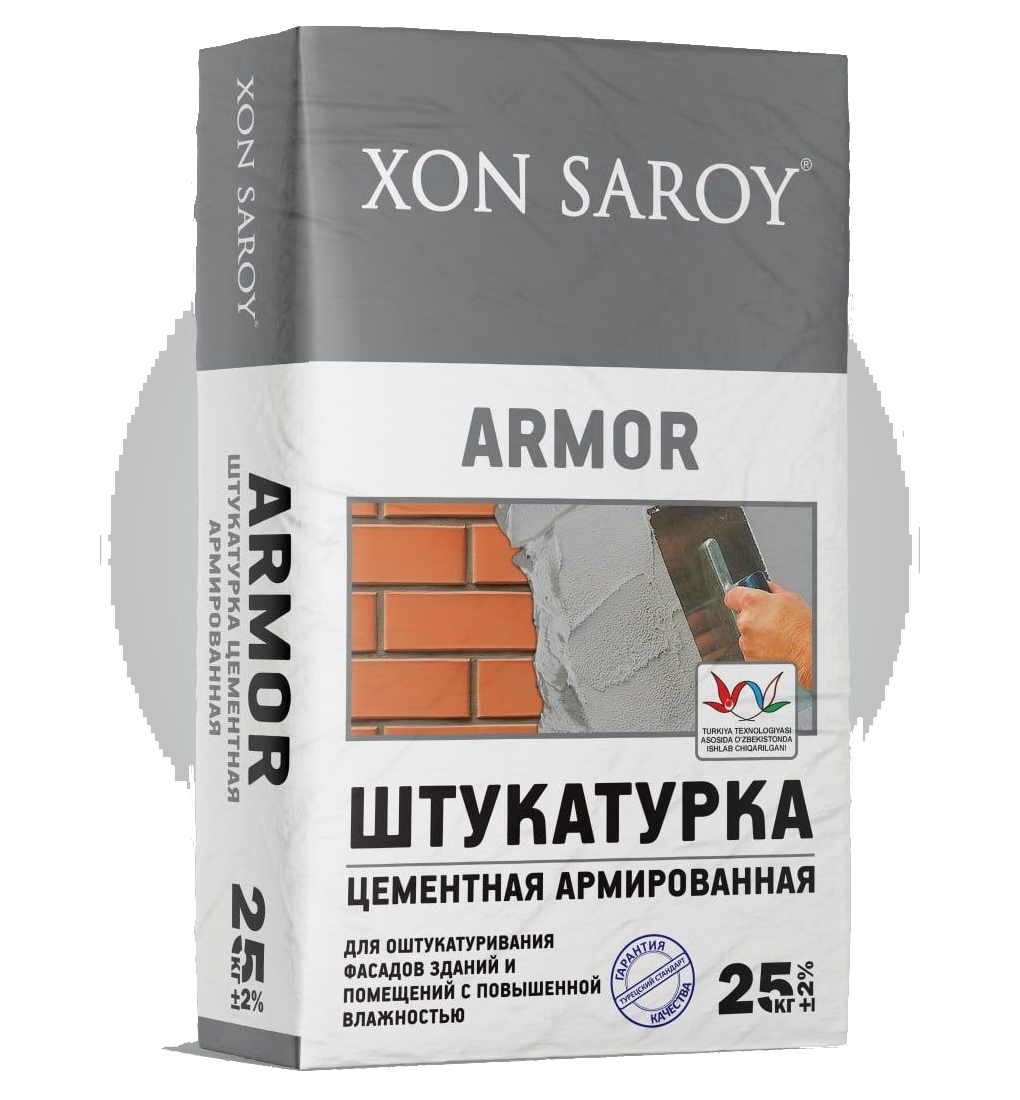 XON SAROY®
ARMOR
TURKIYA TEXNOLOGIYASI
ASOSIDA O'ZBEKISTONDA
ISHLAB CHIQARILGAN!
ШТУКАТУРКА
ЦЕМЕНТНАЯ АРМИРОВАННАЯ
ДЛЯ ОШТУКАТУРИВАНИЯ
ФАСАДОВ ЗДАНИЙ И
ПОМЕЩЕНИЙ С ПОВЫШЕННОЙ
ВЛАЖНОСТЬЮ
ГАРАНТИЯ
ТУРЕЦКИЙ СТАНДАРТ
КАЧЕСТВА
25 КГ ±2%
XON SAROY®
ARMOR
ШТУКАТУРКА ЦЕМЕНТНАЯ
АРМИРОВАННАЯ
25 КГ
±2%